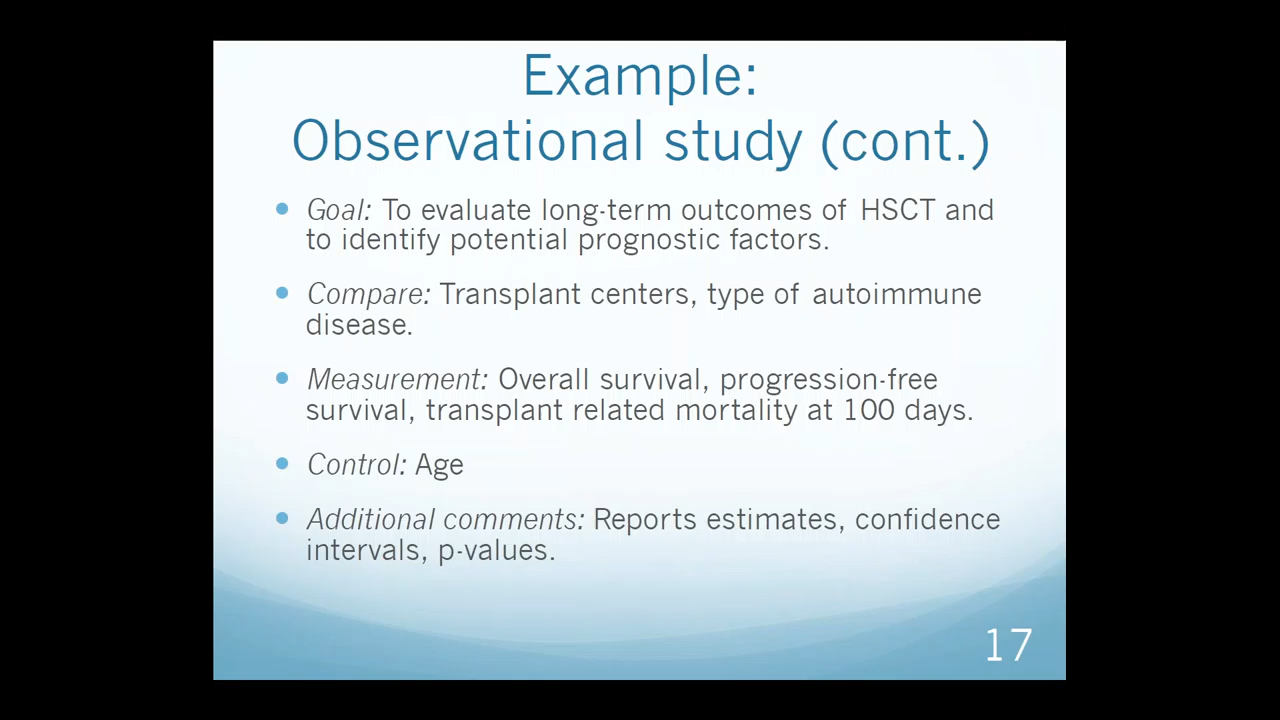 Example:
Observational study (cont.)
• Goal: To evaluate long-term outcomes of HSCT and
to identify potential prognostic factors.
• Compare: Transplant centers, type of autoimmune
disease.
• Measurement: Overall survival, progression-free
survival, transplant related mortality at 100 days.
• Control: Age
• Additional comments: Reports estimates, confidence
intervals, p-values.
17